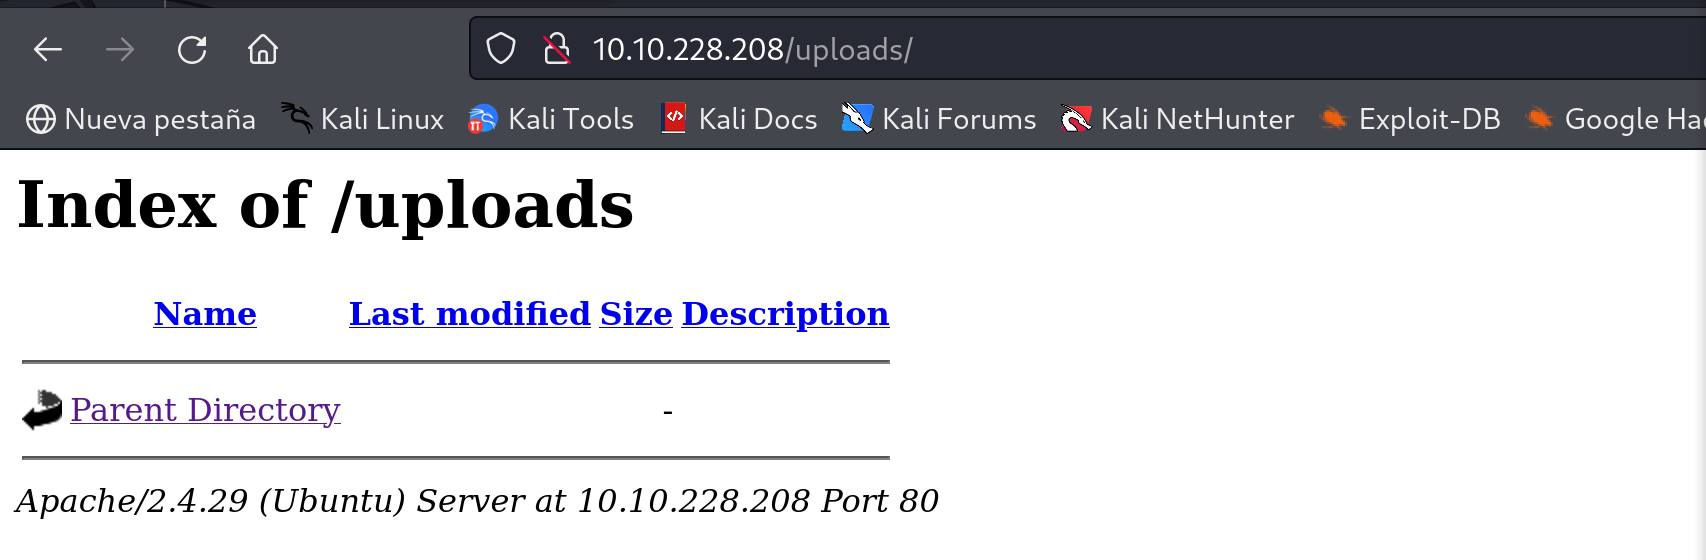 10.10.228.208/uploads/
Nueva pestaña Kali Linux Kali Tools Kali Docs Kali Forums Kali NetHunter Exploit-DB Google Ha
Index of /uploads
Name Last modified Size Description
Parent Directory -
Apache/2.4.29 (Ubuntu) Server at 10.10.228.208 Port 80